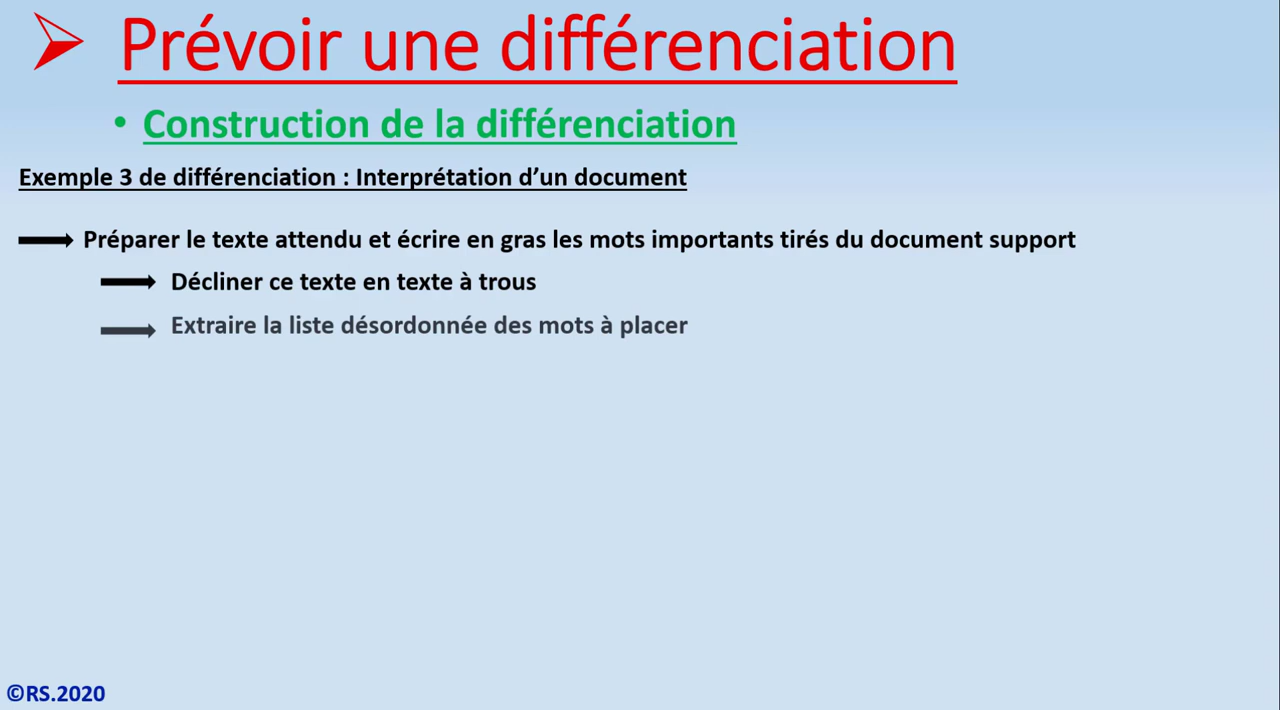 Prévoir une différenciation
• Construction de la différenciation
Exemple 3 de différenciation : Interprétation d’un document
Préparer le texte attendu et écrire en gras les mots importants tirés du document support
Décliner ce texte en texte à trous
Extraire la liste désordonnée des mots à placer
©RS.2020